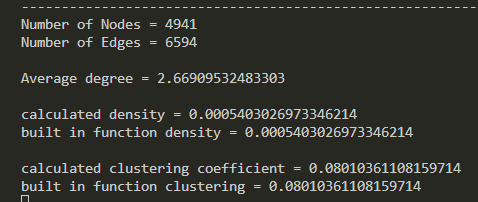 ------------------------------------------------------------
Number of Nodes = 4941
Number of Edges = 6594
Average degree = 2.66909532483303
calculated density = 0.0005403026973346214
built in function density = 0.0005403026973346214
calculated clustering coefficient = 0.08010361108159714
built in function clustering = 0.08010361108159714